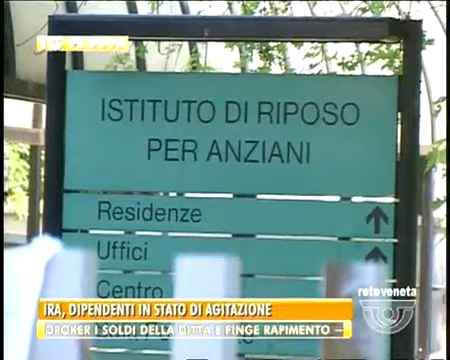 ISTITUTO DI RIPOSO
PER ANZIANI
Residenze
Uffici
Centro
IRA, DIPENDENTI IN STATO DI AGITAZIONE
BROKER I SOLDI DELLA DITTA E FINGE RAPIMENTO –
reteveneta